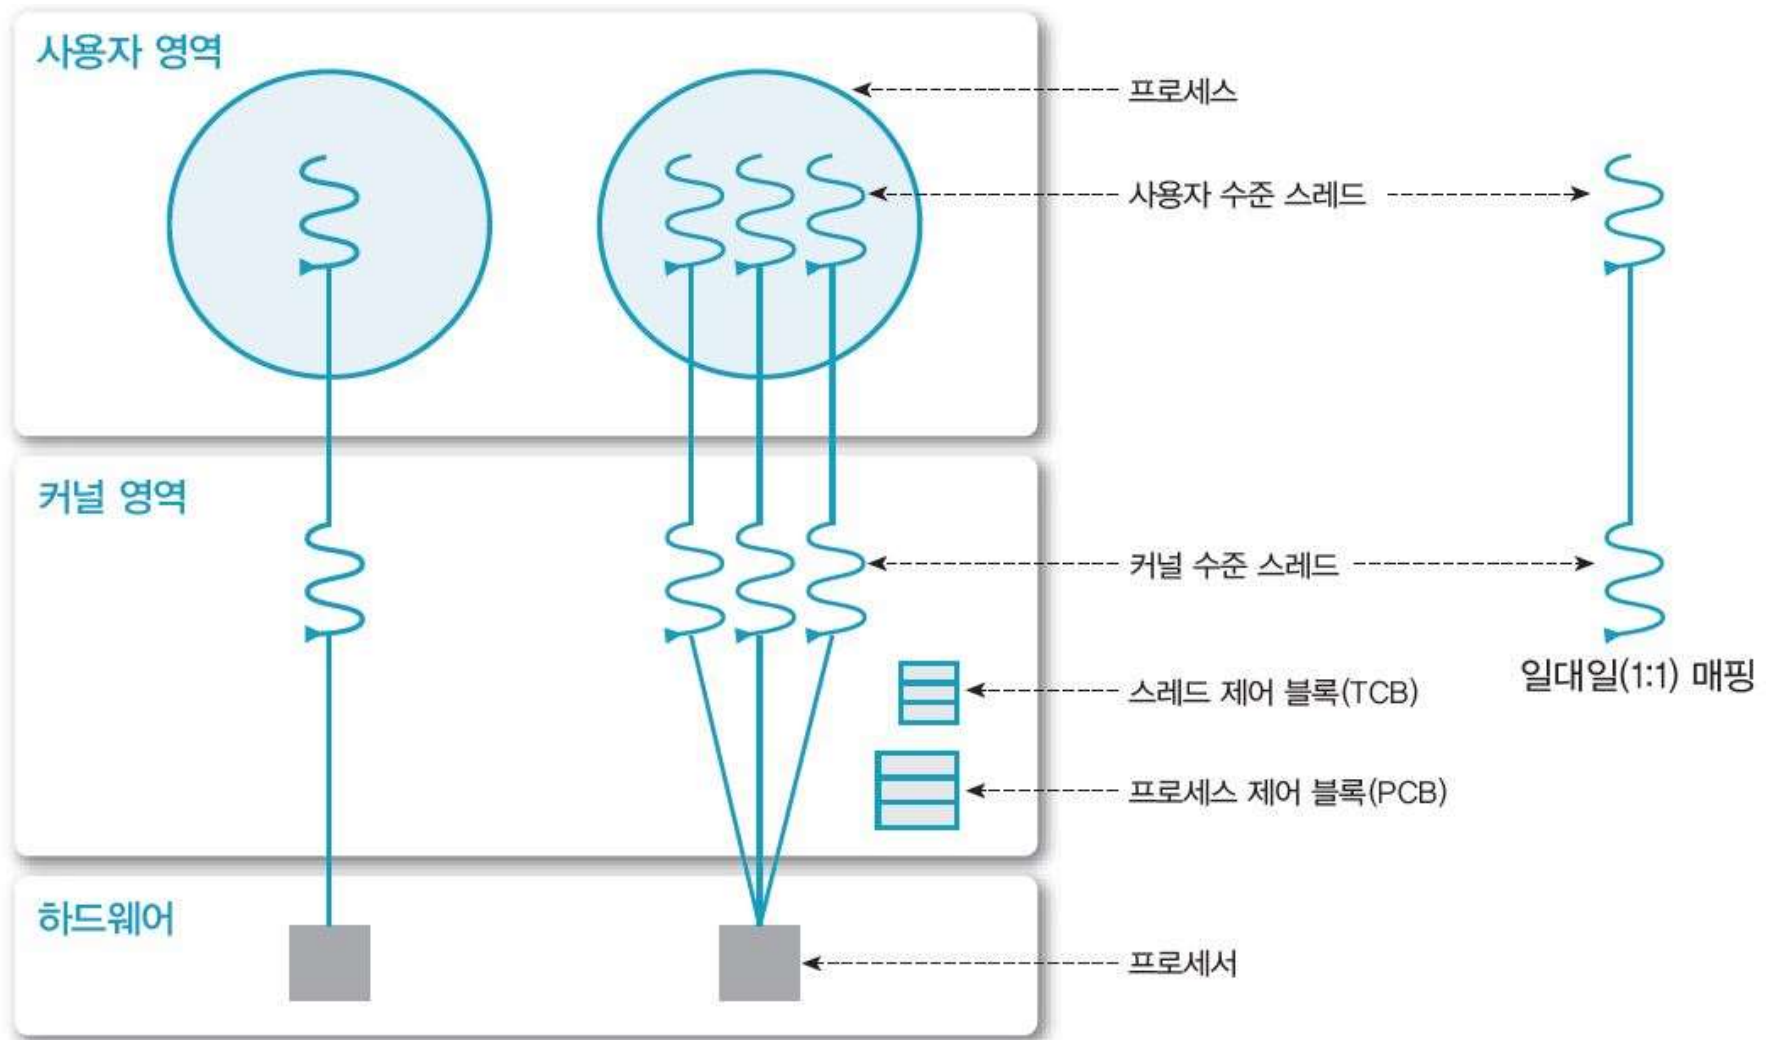 사용자 영역
프로세스
사용자 수준 스레드
커널 영역
커널 수준 스레드
일대일(1:1) 매핑
스레드 제어 블록(TCB)
프로세스 제어 블록(PCB)
하드웨어
프로세서